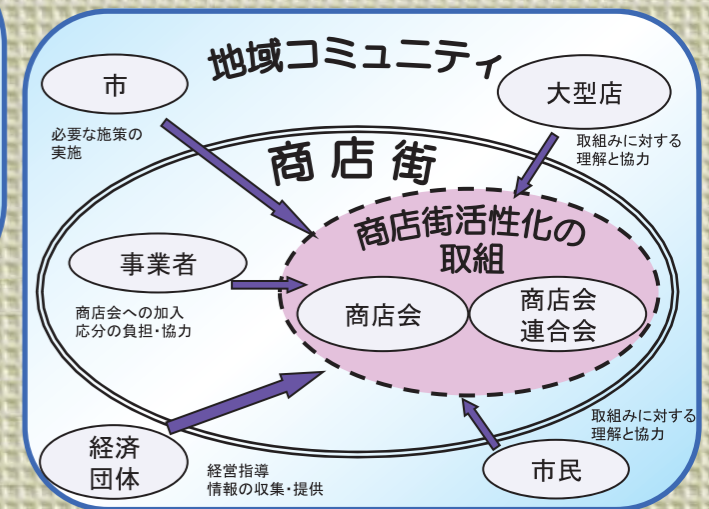 地域コミュニティ
市
必要な施策の
実施
大型店
取組みに対する
理解と協力
商店街
商店街活性化の
取組
事業者
商店会への加入
応分の負担・協力
商店会
商店会
連合会
経済
団体
経営指導
情報の収集・提供
取組みに対する
理解と協力
市民